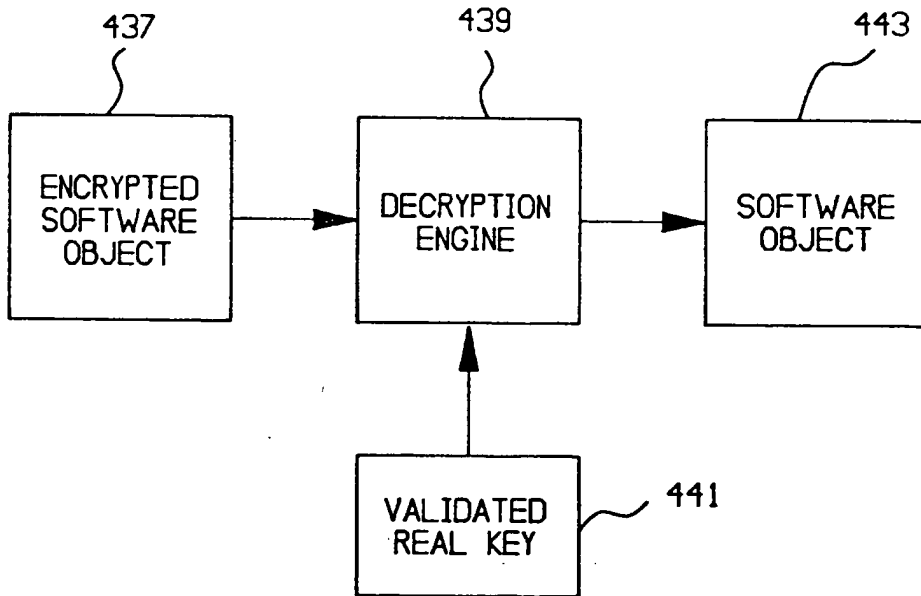 437
439
443
ENCRYPTED
SOFTWARE
OBJECT
DECRYPTION
ENGINE
SOFTWARE
OBJECT
VALIDATED
REAL KEY
441